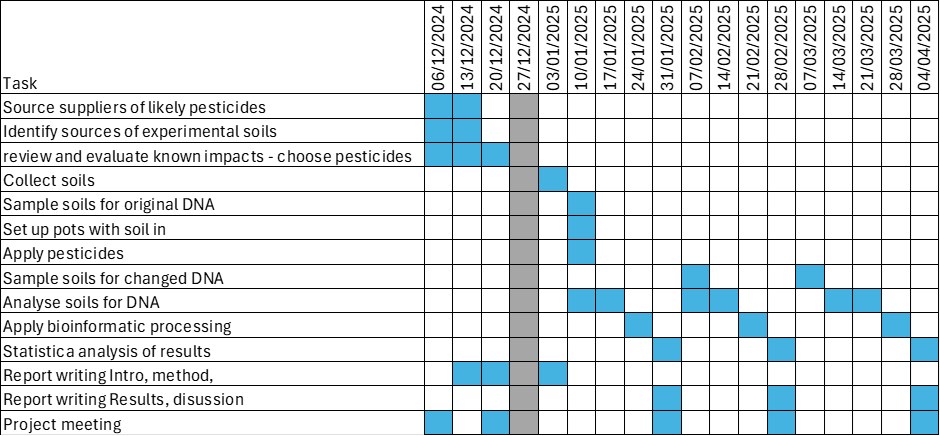 Task 06/12/2024 13/12/2024 20/12/2024 27/12/2024 03/01/2025 10/01/2025 17/01/2025 24/01/2025 31/01/2025 07/02/2025 14/02/2025 21/02/2025 28/02/2025 07/03/2025 14/03/2025 21/03/2025 28/03/2025 04/04/2025
Source suppliers of likely pesticides
Identify sources of experimental soils
review and evaluate known impacts - choose pesticides
Collect soils
Sample soils for original DNA
Set up pots with soil in
Apply pesticides
Sample soils for changed DNA
Analyse soils for DNA
Apply bioinformatic processing
Statistica analysis of results
Report writing Intro, method,
Report writing Results, disussion
Project meeting